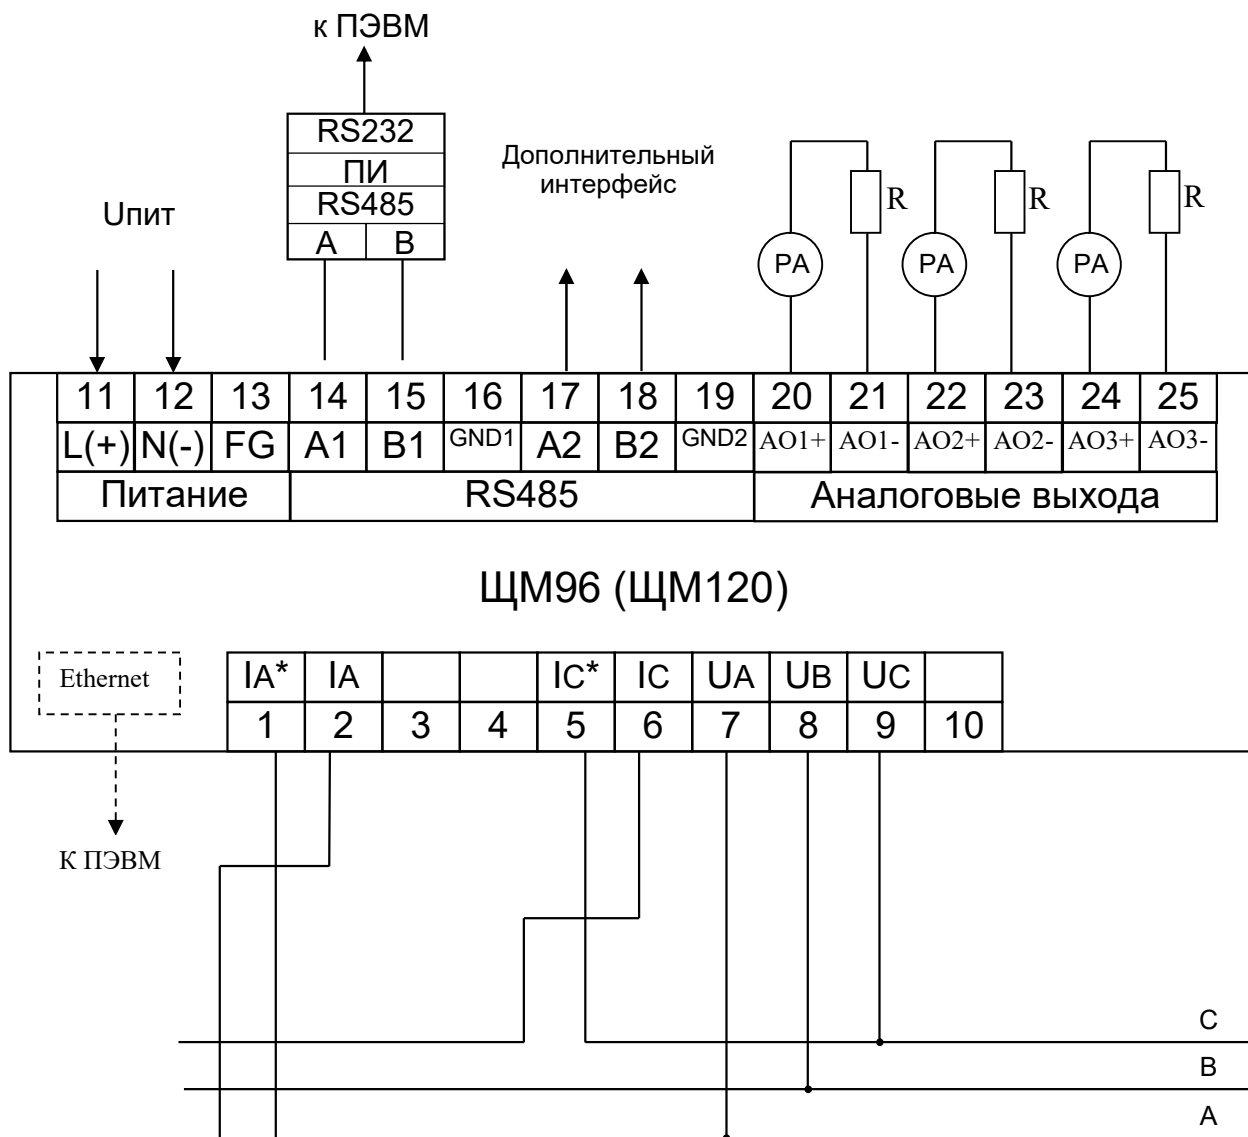 к ПЭВМ
RS232
ПИ
RS485
A B
Uпит
Дополнительный
интерфейс
R R R
PA PA PA
11 12 13 14 15 16 17 18 19 20 21 22 23 24 25
L(+) N(-) FG A1 B1 GND1 A2 B2 GND2 AO1+ AO1- AO2+ AO2- AO3+ AO3-
Питание RS485 Аналоговые выхода
ЩМ96 (ЩМ120)
Ethernet
IA* IA IC* IC UA UB UC
1 2 3 4 5 6 7 8 9 10
К ПЭВМ
C
B
A